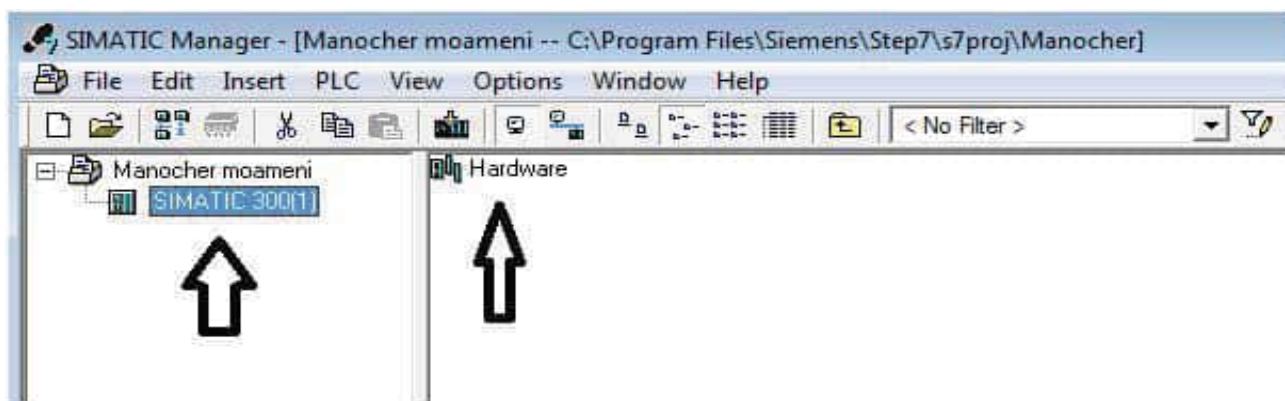 SIMATIC Manager - [Manocher moameni -- C:\Program Files\Siemens\Step7\s7proj\Manocher]
File Edit Insert PLC View Options Window Help
< No Filter >
Manocher moameni
Hardware
SIMATIC 300(1)